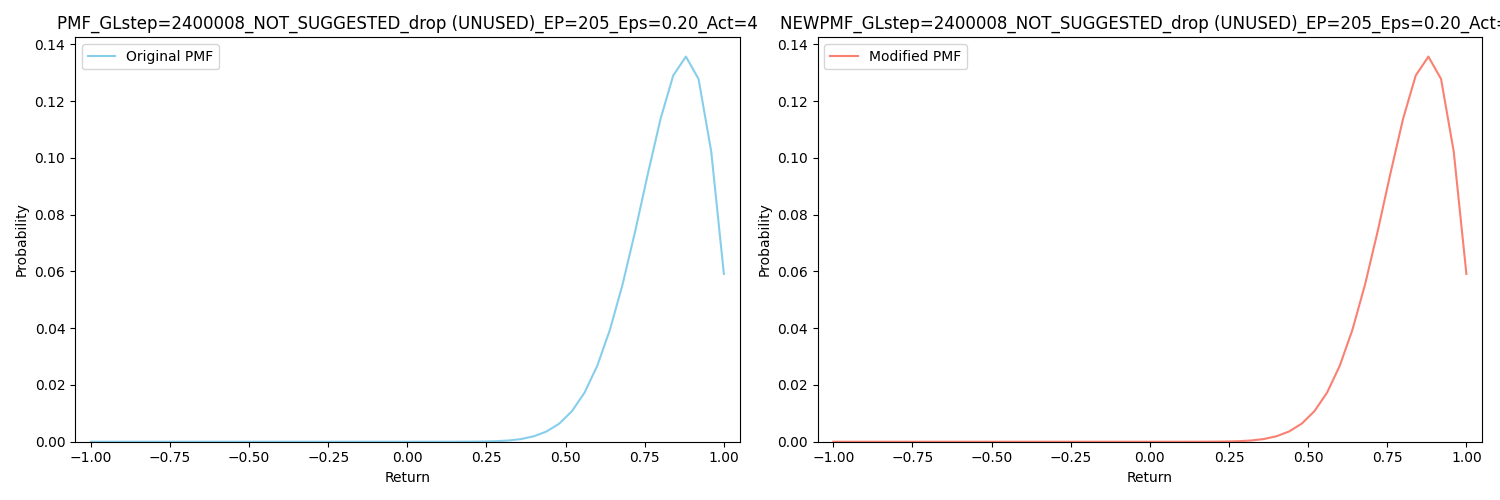 PMF_GLstep=2400008_NOT_SUGGESTED_drop (UNUSED)_EP=205_Eps=0.20_Act=4
Original PMF
0.14
0.12
0.10
0.08
0.06
0.04
0.02
0.00
Probability
−1.00 −0.75 −0.50 −0.25 0.00 0.25 0.50 0.75 1.00
Return
NEWPMF_GLstep=2400008_NOT_SUGGESTED_drop (UNUSED)_EP=205_Eps=0.20_Act=
Modified PMF
0.14
0.12
0.10
0.08
0.06
0.04
0.02
0.00
Probability
−1.00 −0.75 −0.50 −0.25 0.00 0.25 0.50 0.75 1.00
Return